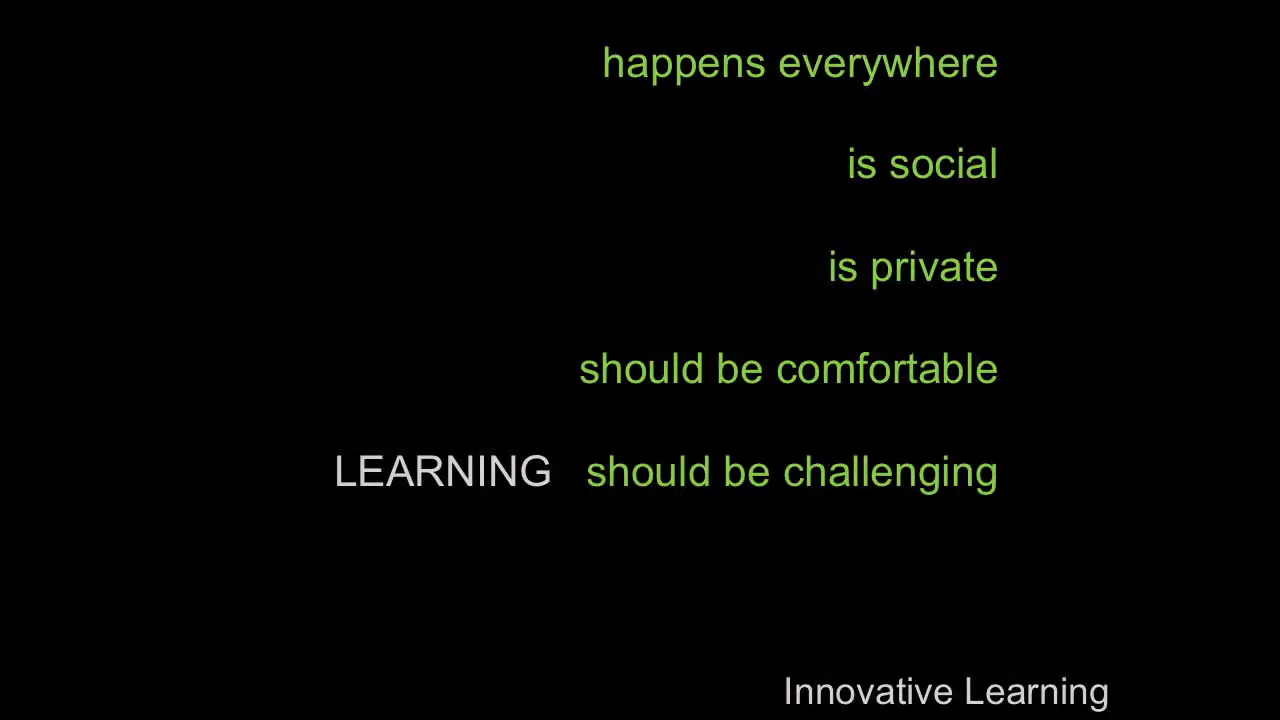 happens everywhere
is social
is private
should be comfortable
LEARNING should be challenging
Innovative Learning